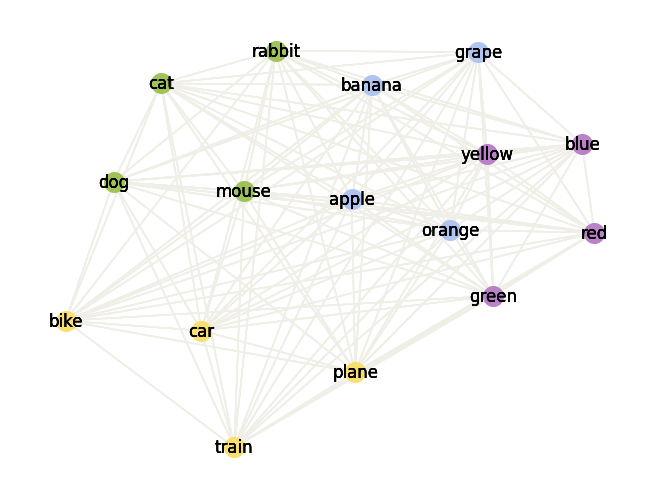 rabbit
grape
cat
banana
blue
yellow
dog
mouse
apple
orange
red
green
bike
car
plane
train